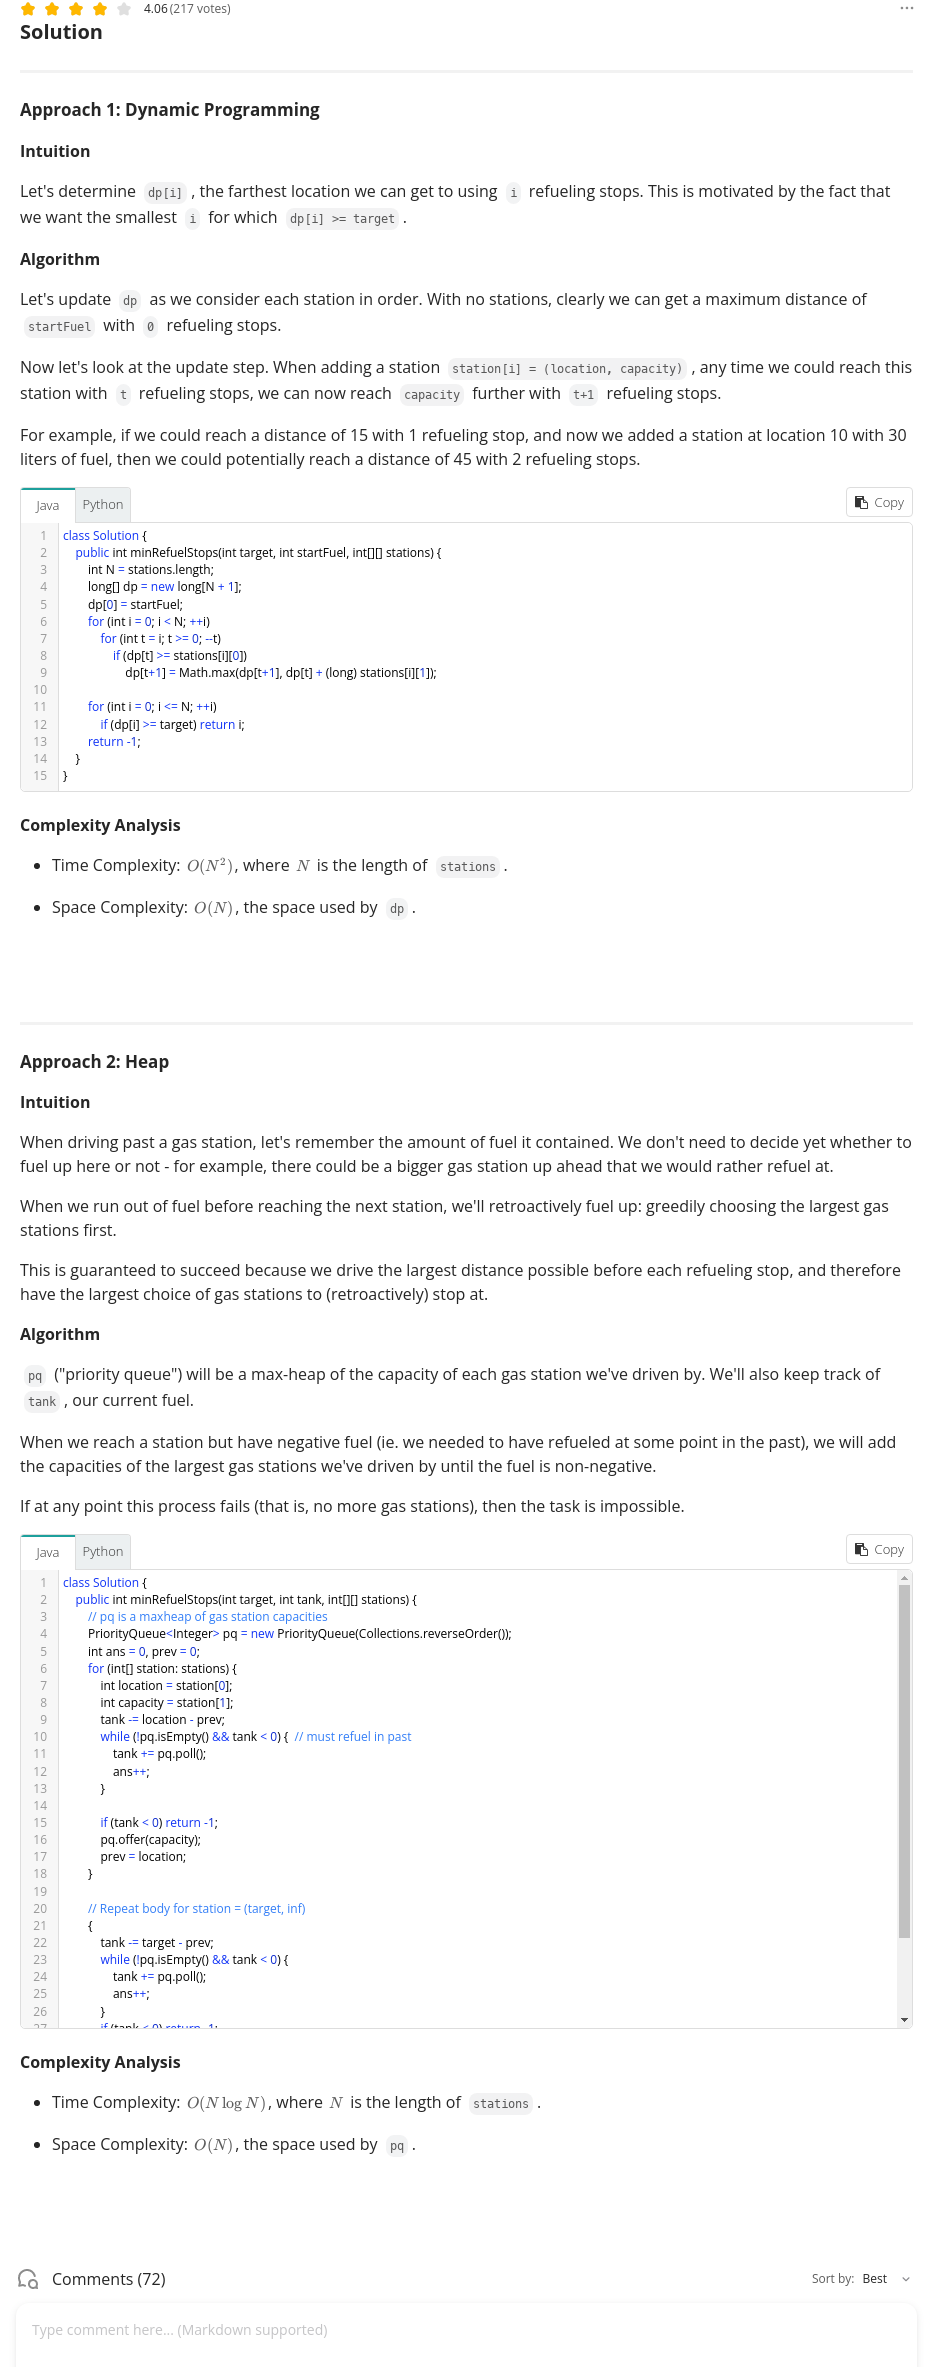 4.06 (217 votes)
Solution
Approach 1: Dynamic Programming
Intuition
Let's determine dp[i] , the farthest location we can get to using i refueling stops. This is motivated by the fact that
we want the smallest i for which dp[i] >= target .
Algorithm
Let's update dp as we consider each station in order. With no stations, clearly we can get a maximum distance of
startFuel with 0 refueling stops.
Now let's look at the update step. When adding a station station[i] = (location, capacity) , any time we could reach this
station with t refueling stops, we can now reach capacity further with t+1 refueling stops.
For example, if we could reach a distance of 15 with 1 refueling stop, and now we added a station at location 10 with 30
liters of fuel, then we could potentially reach a distance of 45 with 2 refueling stops.
Java Python Copy
1 class Solution {
2 public int minRefuelStops(int target, int startFuel, int[][] stations) {
3 int N = stations.length;
4 long[] dp = new long[N + 1];
5 dp[0] = startFuel;
6 for (int i = 0; i < N; ++i)
7 for (int t = i; t >= 0; --t)
8 if (dp[t] >= stations[i][0])
9 dp[t+1] = Math.max(dp[t+1], dp[t] + (long) stations[i][1]);
10
11 for (int i = 0; i <= N; ++i)
12 if (dp[i] >= target) return i;
13 return -1;
14 }
15 }
Complexity Analysis
• Time Complexity: O(N²), where N is the length of stations .
• Space Complexity: O(N), the space used by dp .
Approach 2: Heap
Intuition
When driving past a gas station, let's remember the amount of fuel it contained. We don't need to decide yet whether to
fuel up here or not - for example, there could be a bigger gas station up ahead that we would rather refuel at.
When we run out of fuel before reaching the next station, we'll retroactively fuel up: greedily choosing the largest gas
stations first.
This is guaranteed to succeed because we drive the largest distance possible before each refueling stop, and therefore
have the largest choice of gas stations to (retroactively) stop at.
Algorithm
pq ("priority queue") will be a max-heap of the capacity of each gas station we've driven by. We'll also keep track of
tank , our current fuel.
When we reach a station but have negative fuel (ie. we needed to have refueled at some point in the past), we will add
the capacities of the largest gas stations we've driven by until the fuel is non-negative.
If at any point this process fails (that is, no more gas stations), then the task is impossible.
Java Python Copy
1 class Solution {
2 public int minRefuelStops(int target, int tank, int[][] stations) {
3 // pq is a maxheap of gas station capacities
4 PriorityQueue<Integer> pq = new PriorityQueue(Collections.reverseOrder());
5 int ans = 0, prev = 0;
6 for (int[] station: stations) {
7 int location = station[0];
8 int capacity = station[1];
9 tank -= location - prev;
10 while (!pq.isEmpty() && tank < 0) { // must refuel in past
11 tank += pq.poll();
12 ans++;
13 }
14
15 if (tank < 0) return -1;
16 pq.offer(capacity);
17 prev = location;
18 }
19
20 // Repeat body for station = (target, inf)
21 {
22 tank -= target - prev;
23 while (!pq.isEmpty() && tank < 0) {
24 tank += pq.poll();
25 ans++;
26 }
27 if (tank < 0) return -1;
Complexity Analysis
• Time Complexity: O(N log N), where N is the length of stations .
• Space Complexity: O(N), the space used by pq .
Comments (72) Sort by: Best
Type comment here... (Markdown supported)